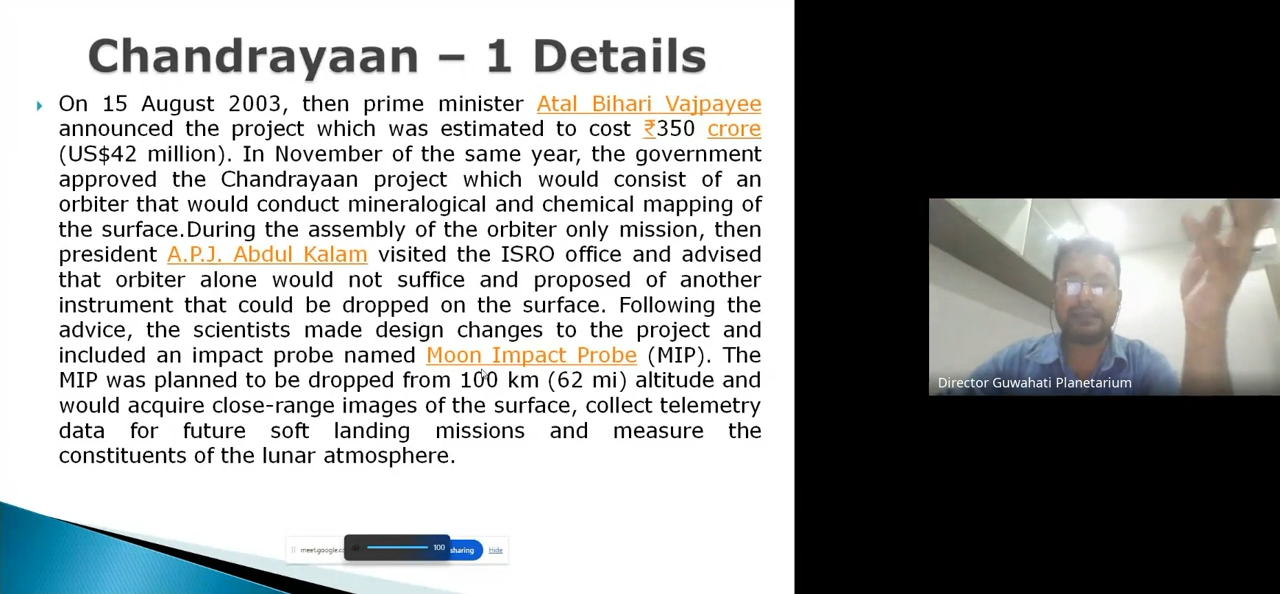 Chandrayaan – 1 Details
On 15 August 2003, then prime minister Atal Bihari Vajpayee
announced the project which was estimated to cost ₹350 crore
(US$42 million). In November of the same year, the government
approved the Chandrayaan project which would consist of an
orbiter that would conduct mineralogical and chemical mapping of
the surface.During the assembly of the orbiter only mission, then
president A.P.J. Abdul Kalam visited the ISRO office and advised
that orbiter alone would not suffice and proposed of another
instrument that could be dropped on the surface. Following the
advice, the scientists made design changes to the project and
included an impact probe named Moon Impact Probe (MIP). The
MIP was planned to be dropped from 100 km (62 mi) altitude and
would acquire close-range images of the surface, collect telemetry
data for future soft landing missions and measure the
constituents of the lunar atmosphere.
meet.google.c 100 sharing Hide
Director Guwahati Planetarium